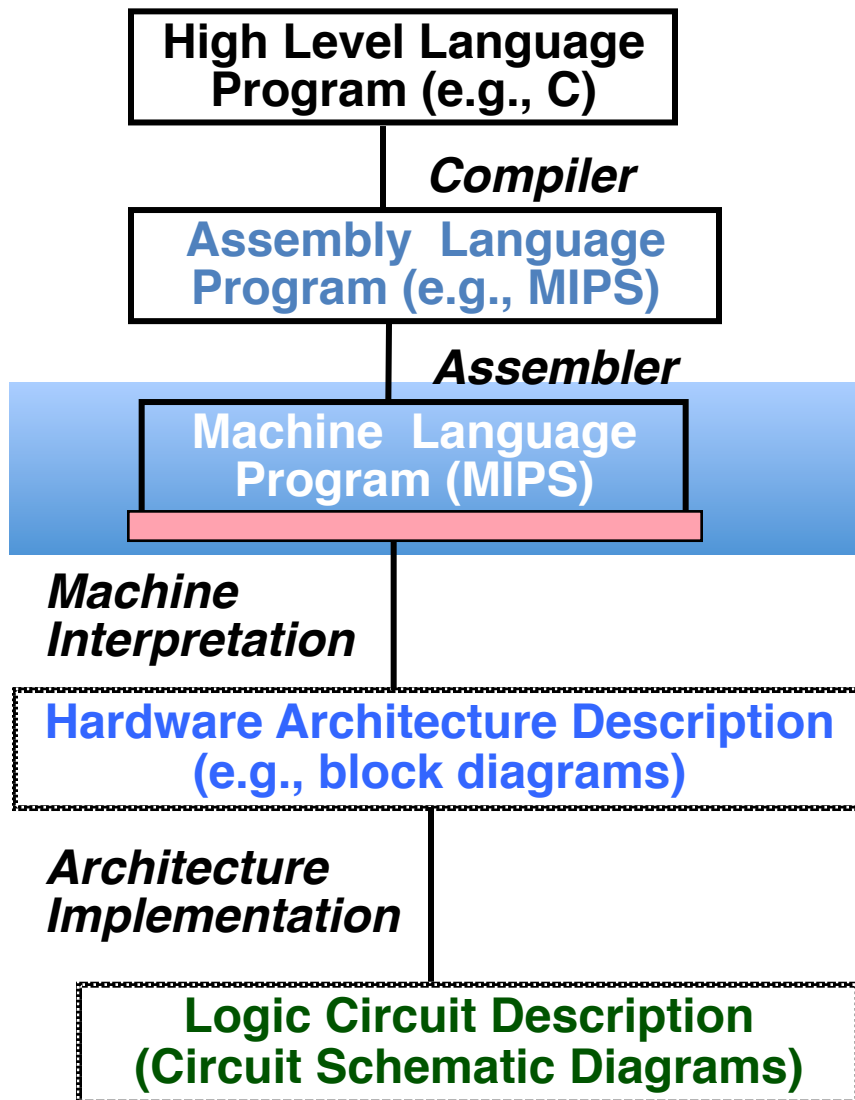 High Level Language
Program (e.g., C)
Compiler
Assembly Language
Program (e.g., MIPS)
Assembler
Machine Language
Program (MIPS)
Machine
Interpretation
Hardware Architecture Description
(e.g., block diagrams)
Architecture
Implementation
Logic Circuit Description
(Circuit Schematic Diagrams)